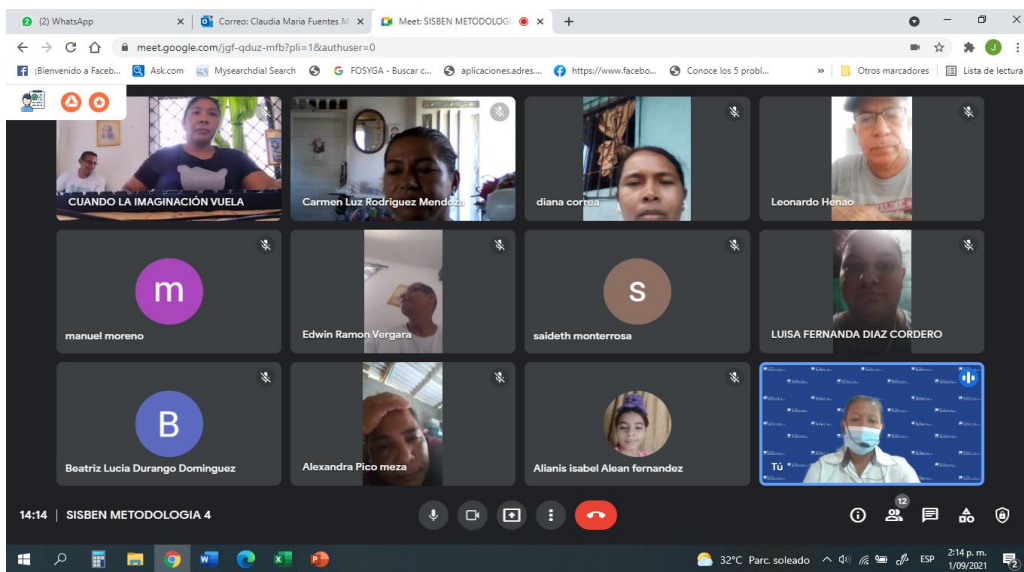 (2) WhatsApp
Correo: Claudia Maria Fuentes M
Meet: SISBEN METODOLOGI
meet.google.com/jgf-qduz-mfb?pli=1&authuser=0
J
¡Bienvenido a Faceb...
Ask.com
Mysearchdial Search
FOSYGA - Buscar c...
aplicaciones.adres....
https://www.facebo...
Conoce los 5 probl...
Otros marcadores
Lista de lectura
CUANDO LA IMAGINACIÓN VUELA
Carmen Luz Rodriguez Mendoza
diana correa
Leonardo Henao
m
manuel moreno
Edwin Ramon Vergara
s
saideth monterrosa
LUISA FERNANDA DIAZ CORDERO
B
Beatriz Lucia Durango Dominguez
Alexandra Pico meza
Alianis isabel Alean fernandez
Tú
14:14 | SISBEN METODOLOGIA 4
12
32°C Parc. soleado
ESP
2:14 p. m.
1/09/2021
2